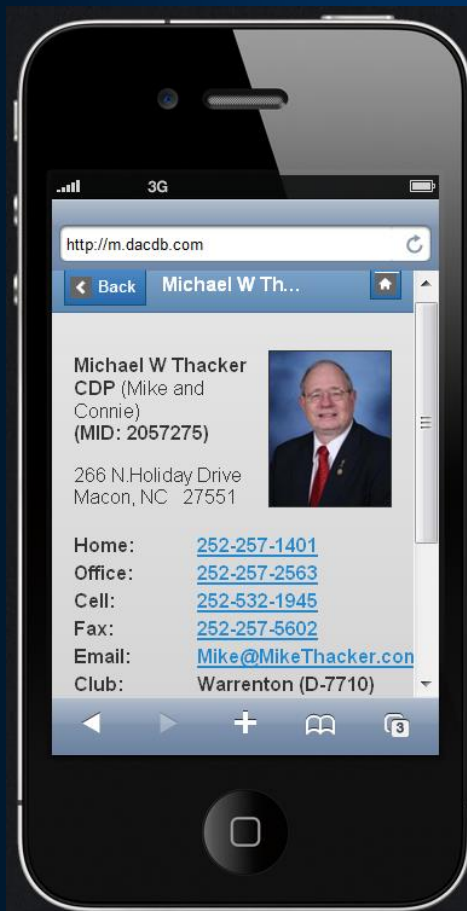 3G
http://m.dacdb.com
Back Michael W Th...
Michael W Thacker
CDP (Mike and
Connie)
(MID: 2057275)
266 N.Holiday Drive
Macon, NC 27551
Home: 252-257-1401
Office: 252-257-2563
Cell: 252-532-1945
Fax: 252-257-5602
Email: Mike@MikeThacker.com
Club: Warrenton (D-7710)
3